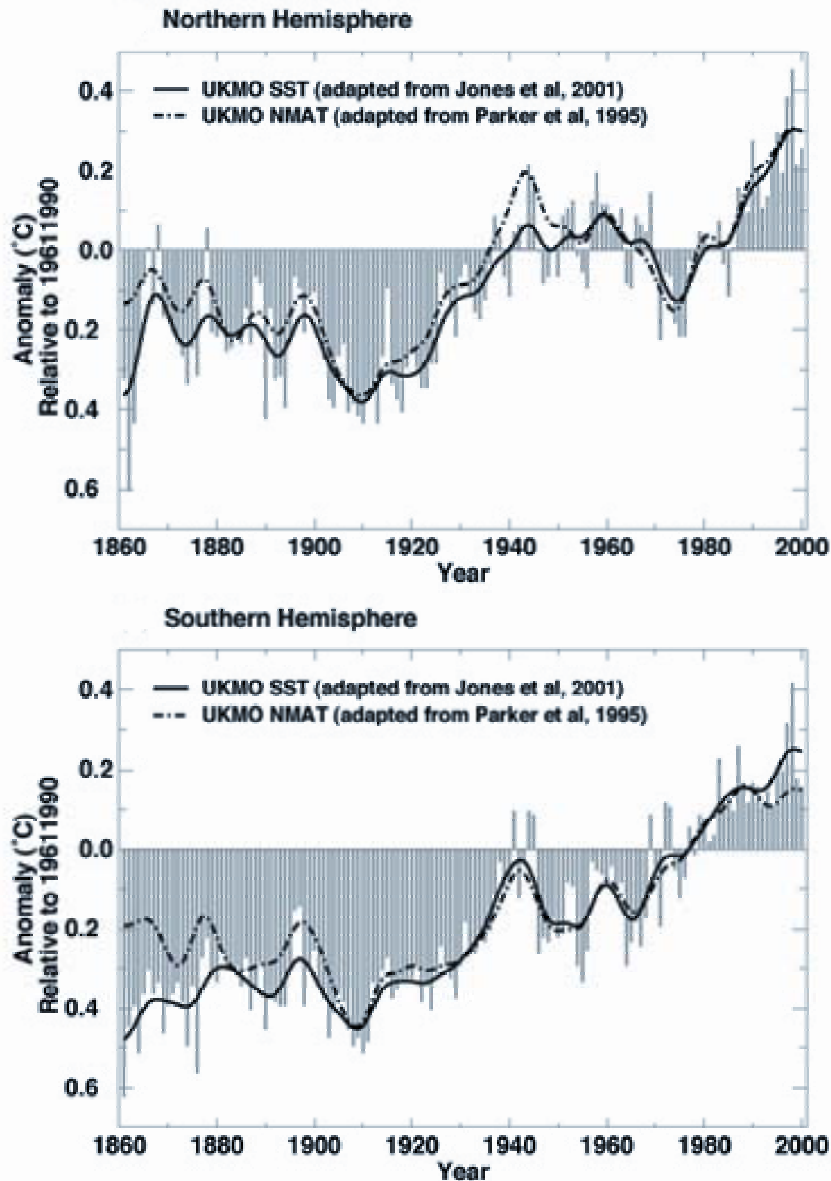 Northern Hemisphere
UKMO SST (adapted from Jones et al, 2001)
UKMO NMAT (adapted from Parker et al, 1995)
Anomaly (˚C)
Relative to 19611990
0.4
0.2
0.0
0.2
0.4
0.6
1860 1880 1900 1920 1940 1960 1980 2000
Year
Southern Hemisphere
UKMO SST (adapted from Jones et al, 2001)
UKMO NMAT (adapted from Parker et al, 1995)
Anomaly (˚C)
Relative to 19611990
0.4
0.2
0.0
0.2
0.4
0.6
1860 1880 1900 1920 1940 1960 1980 2000
Year